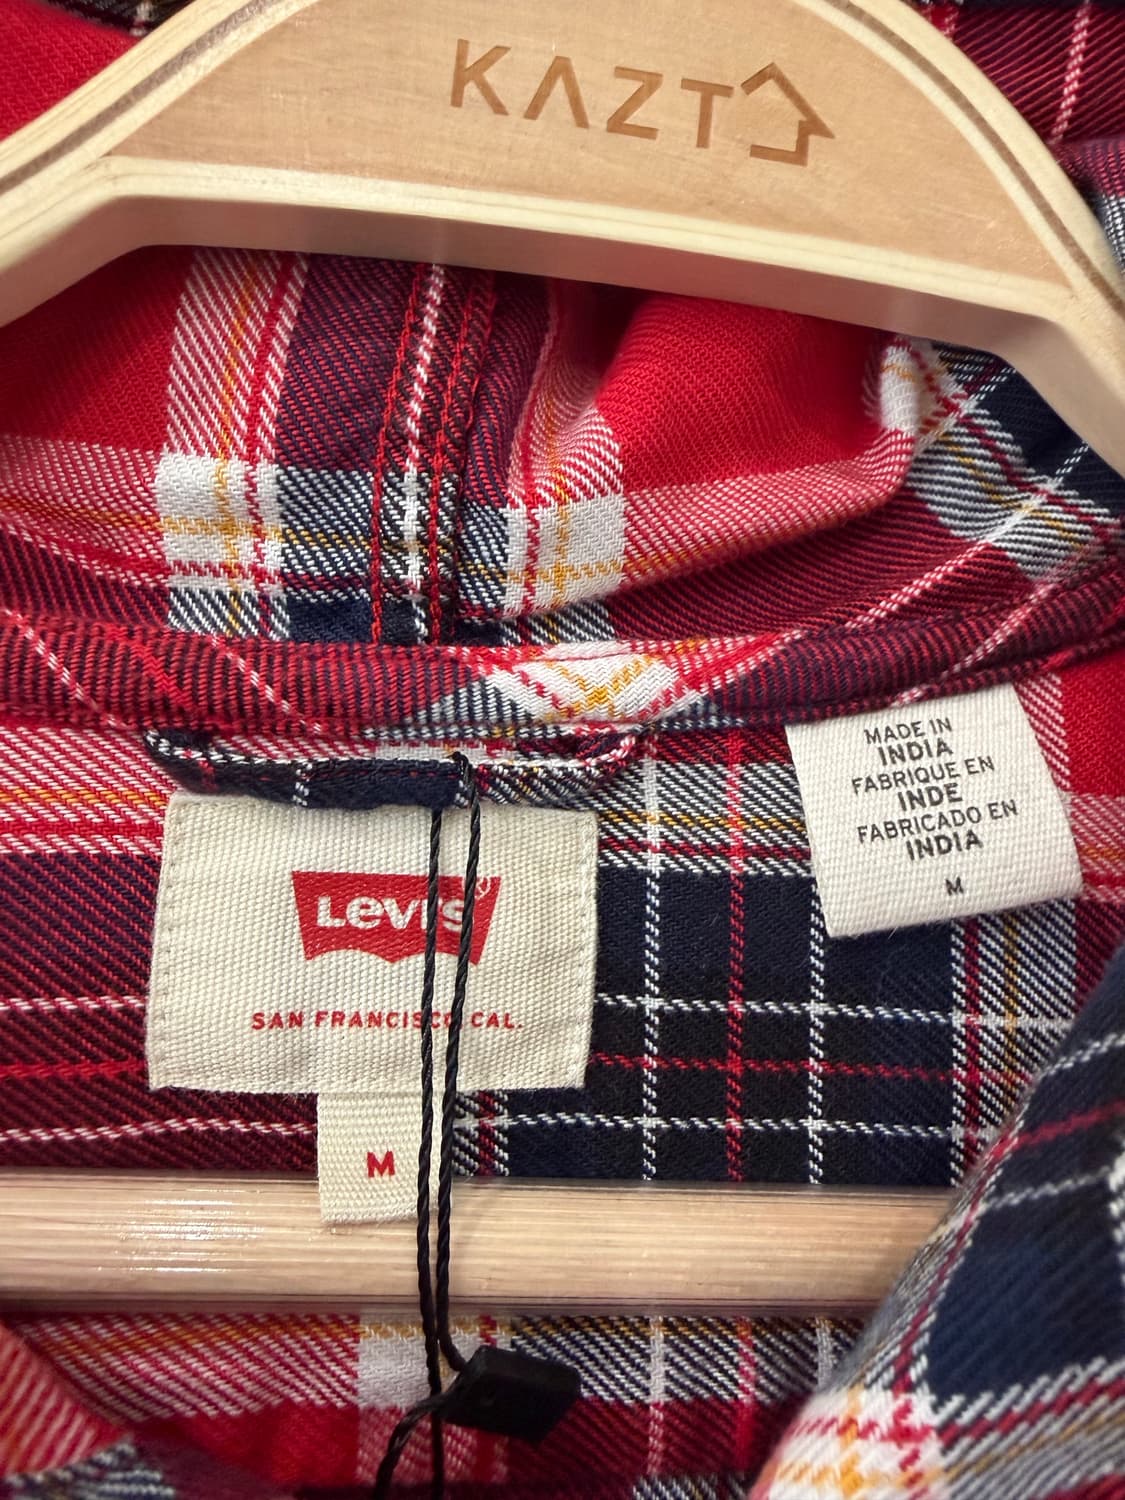 KAZT
MADE IN
INDIA
FABRIQUE EN
INDE
FABRICADO EN
INDIA
M
Levi's®
SAN FRANCISCO, CAL.
M